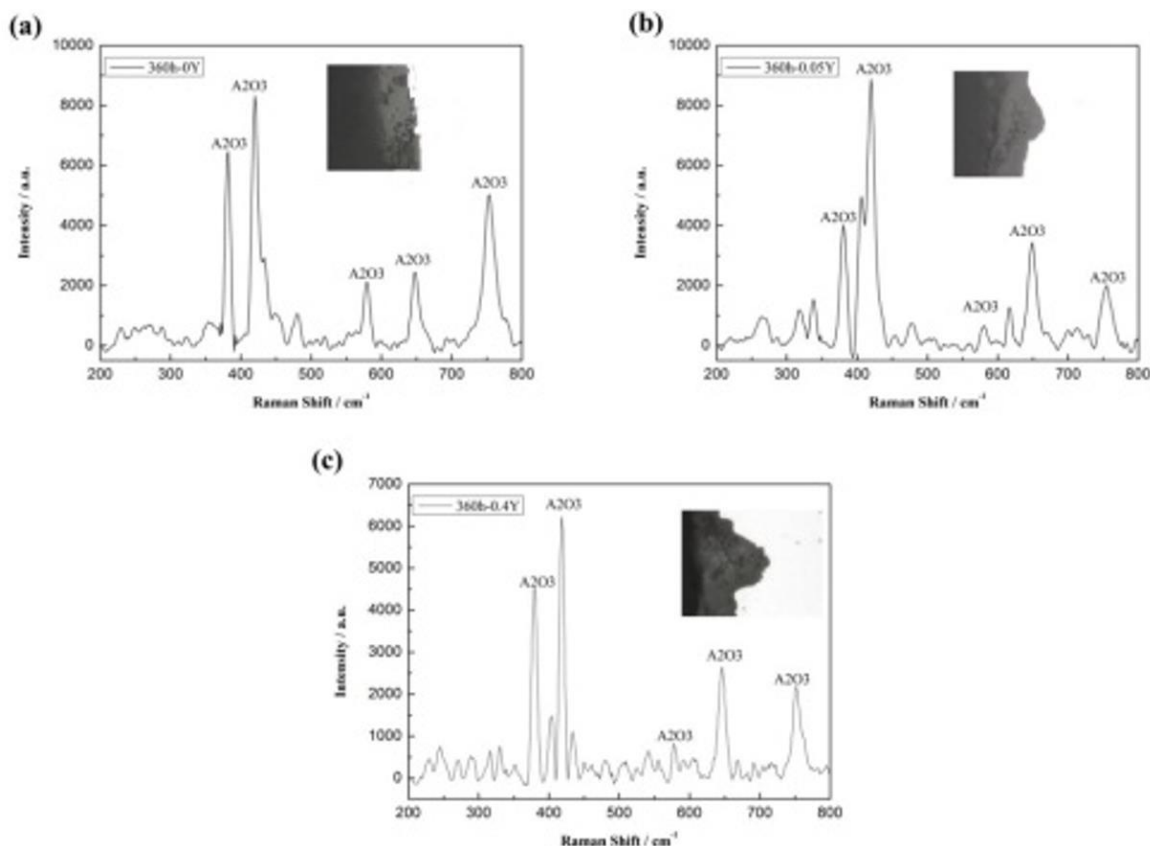 (a)
10000
8000
6000
4000
2000
0
360h-0Y
A2O3
A2O3
A2O3
A2O3
A2O3
Intensity / a.u.
200 300 400 500 600 700 800
Raman Shift / cm⁻¹
(b)
10000
8000
6000
4000
2000
0
360h-0.05Y
A2O3
A2O3
A2O3
A2O3
A2O3
Intensity / a.u.
200 300 400 500 600 700 800
Raman Shift / cm⁻¹
(c)
7000
6000
5000
4000
3000
2000
1000
0
360h-0.4Y
A2O3
A2O3
A2O3
A2O3
A2O3
Intensity / a.u.
200 300 400 500 600 700 800
Raman Shift / cm⁻¹